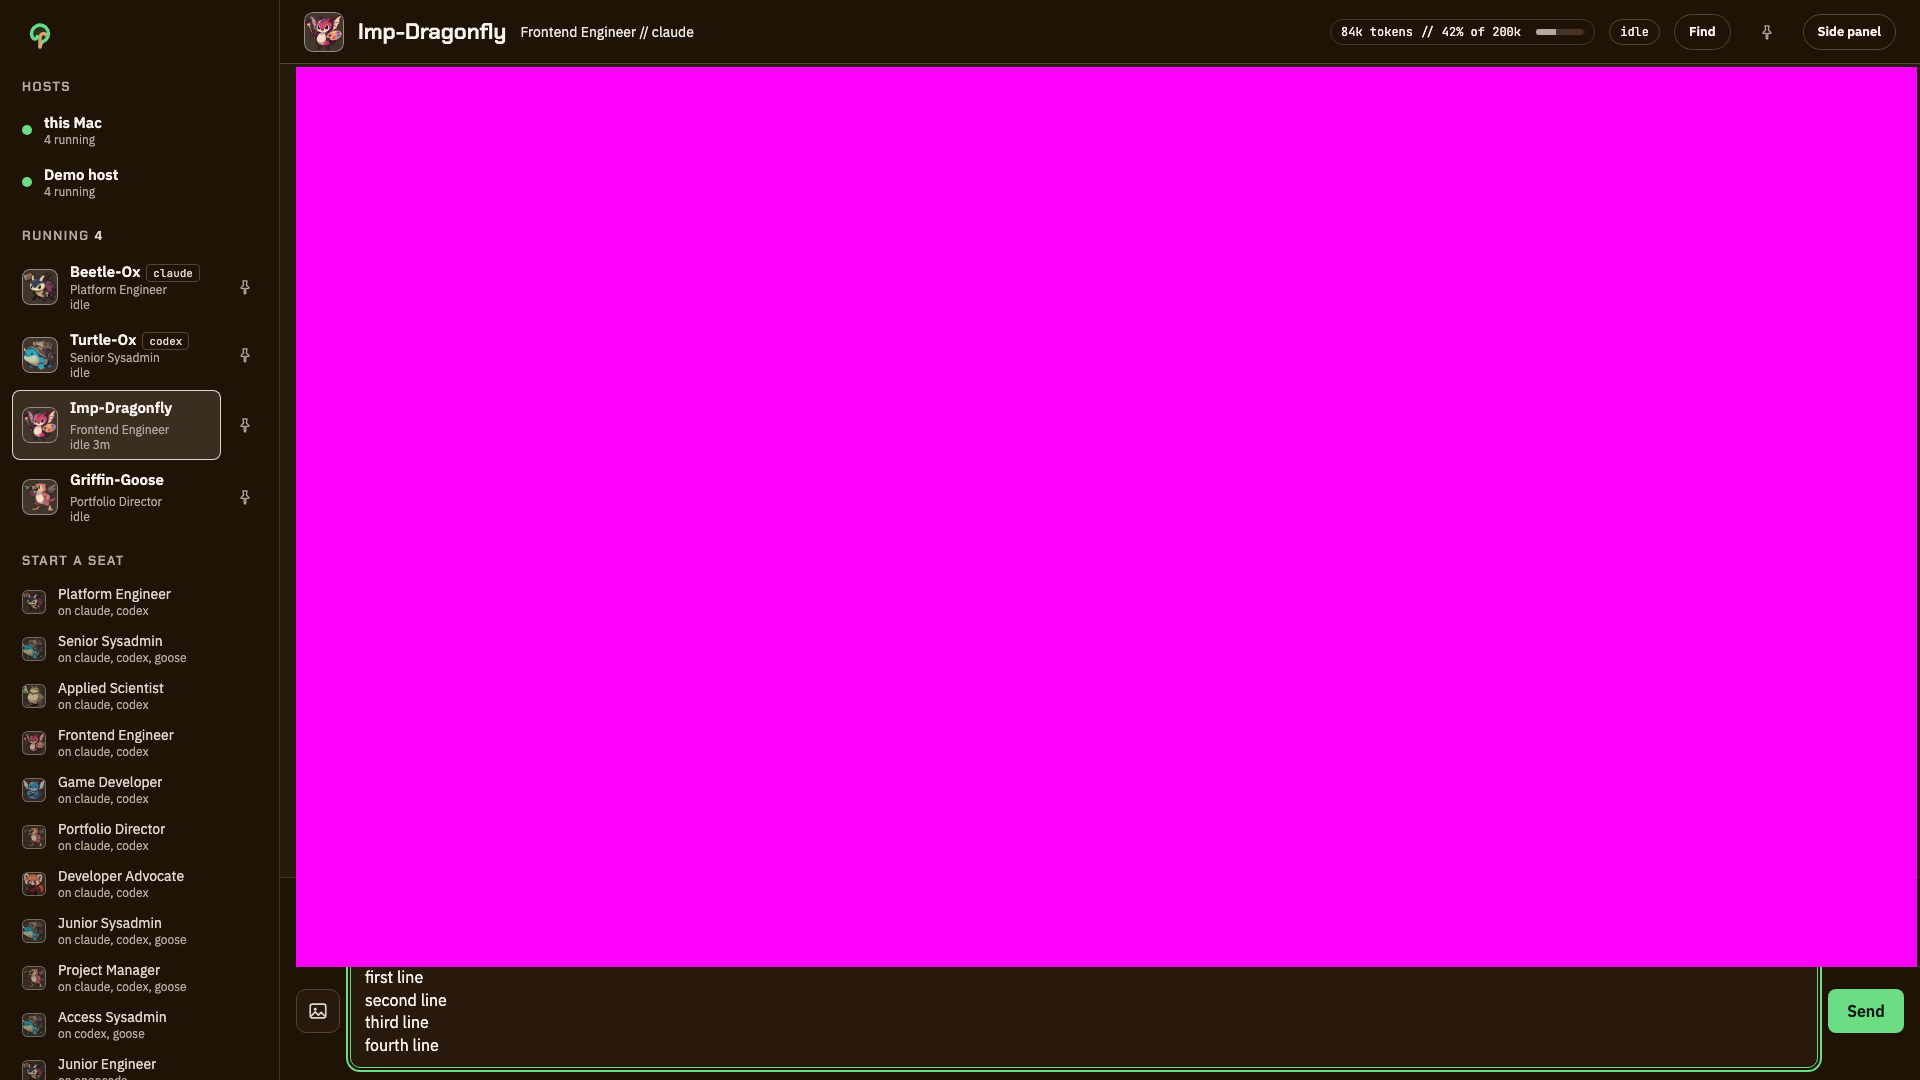 HOSTS
this Mac
4 running
Demo host
4 running
RUNNING 4
Beetle-Ox claude
Platform Engineer
idle
Turtle-Ox codex
Senior Sysadmin
idle
Imp-Dragonfly
Frontend Engineer
idle 3m
Griffin-Goose
Portfolio Director
idle
START A SEAT
Platform Engineer
on claude, codex
Senior Sysadmin
on claude, codex, goose
Applied Scientist
on claude, codex
Frontend Engineer
on claude, codex
Game Developer
on claude, codex
Portfolio Director
on claude, codex
Developer Advocate
on claude, codex
Junior Sysadmin
on claude, codex, goose
Project Manager
on claude, codex, goose
Access Sysadmin
on codex, goose
Junior Engineer
Imp-Dragonfly Frontend Engineer // claude
84k tokens // 42% of 200k idle Find Side panel
first line
second line
third line
fourth line
Send